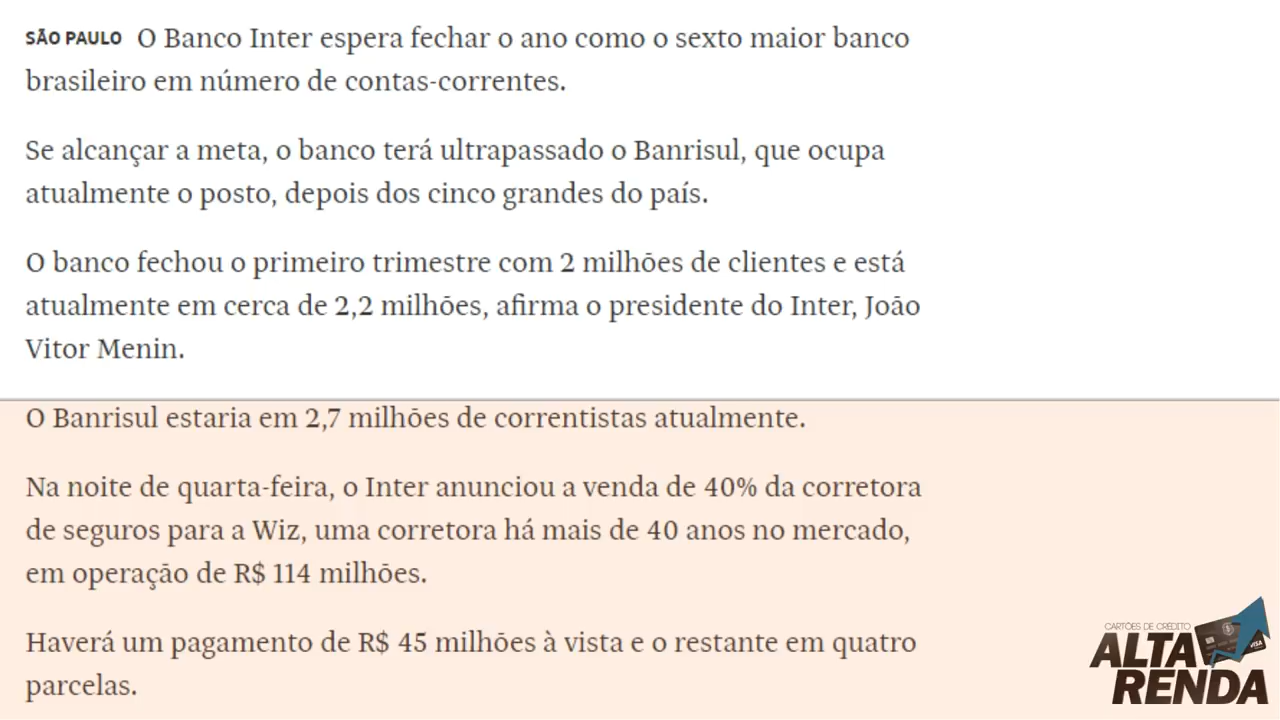 SÃO PAULO O Banco Inter espera fechar o ano como o sexto maior banco
brasileiro em número de contas-correntes.
Se alcançar a meta, o banco terá ultrapassado o Banrisul, que ocupa
atualmente o posto, depois dos cinco grandes do país.
O banco fechou o primeiro trimestre com 2 milhões de clientes e está
atualmente em cerca de 2,2 milhões, afirma o presidente do Inter, João
Vitor Menin.
O Banrisul estaria em 2,7 milhões de correntistas atualmente.
Na noite de quarta-feira, o Inter anunciou a venda de 40% da corretora
de seguros para a Wiz, uma corretora há mais de 40 anos no mercado,
em operação de R$ 114 milhões.
Haverá um pagamento de R$ 45 milhões à vista e o restante em quatro
parcelas.
CARTÕES DE CRÉDITO
ALTA
RENDA
VISA